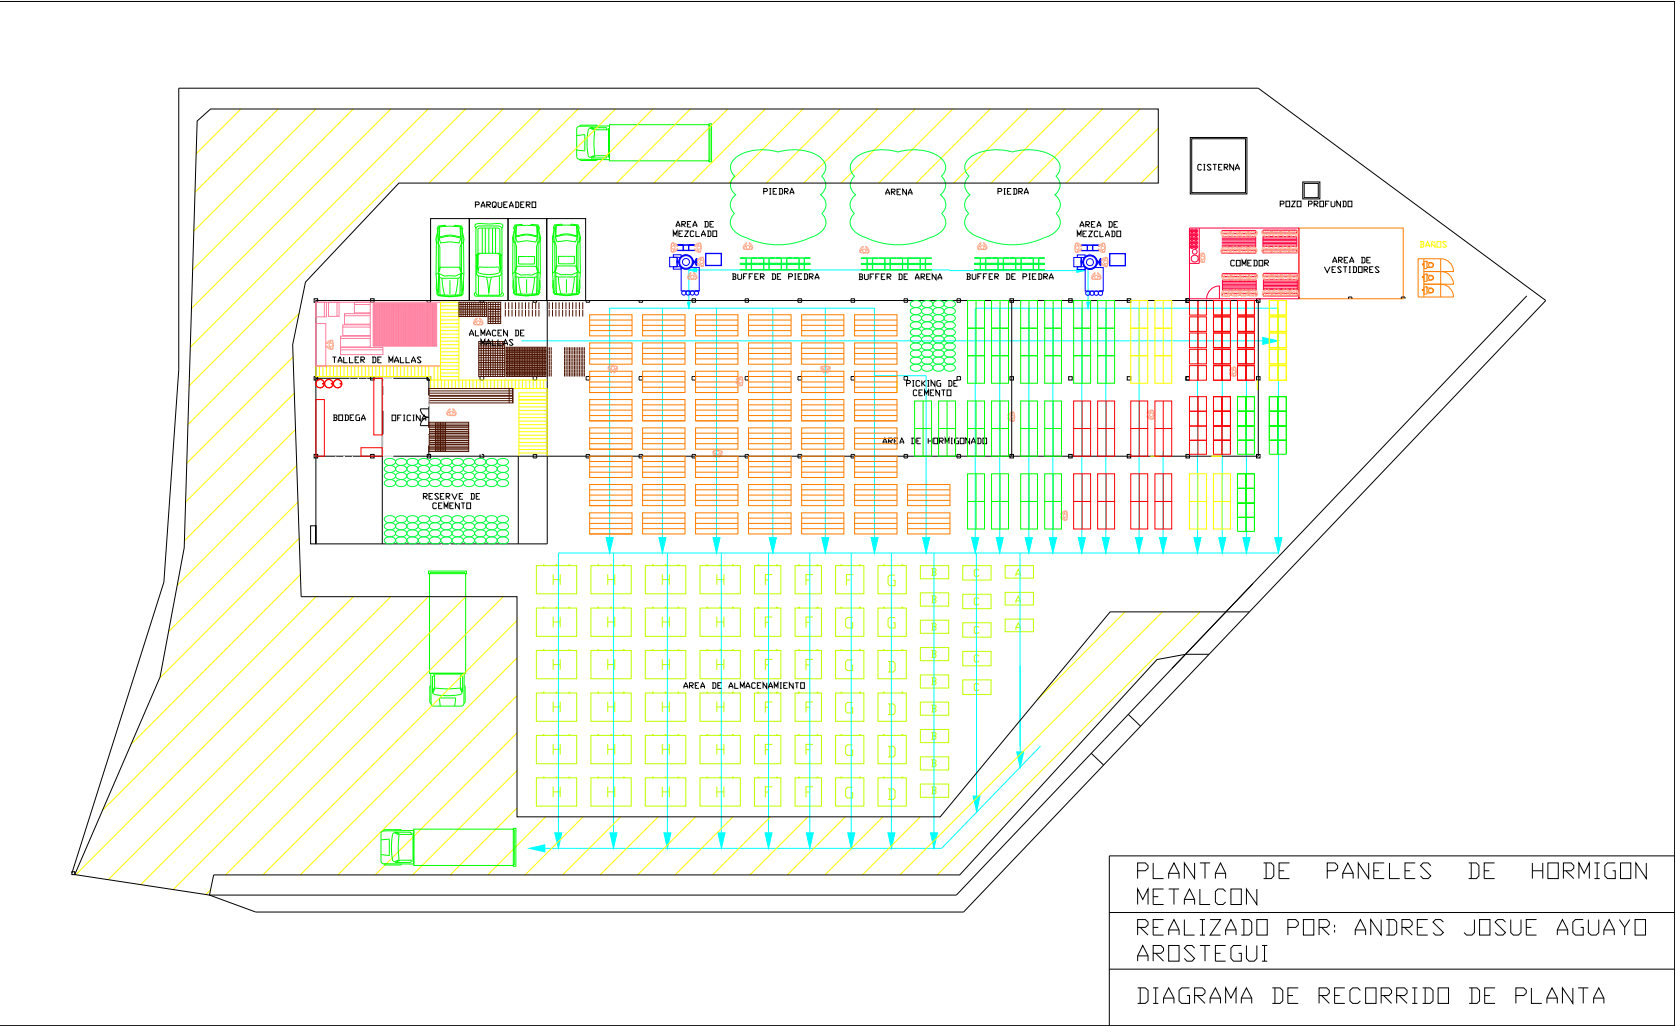 CISTERNA
PIEDRA
ARENA
PIEDRA
PARQUEADERO
POZO PROFUNDO
AREA DE
MEZCLADO
AREA DE
MEZCLADO
BAÑOS
COMEDOR
AREA DE
VESTIDORES
BUFFER DE PIEDRA
BUFFER DE ARENA
BUFFER DE PIEDRA
ALMACEN DE
MALLAS
TALLER DE MALLAS
PICKING DE
CEMENTO
BODEGA
OFICINA
AREA DE HORMIGONADO
RESERVE DE
CEMENTO
H H H H F F F G B C A
H H H H F F G G B C A
H H H H F F G D B C A
AREA DE ALMACENAMIENTO
H H H H F F G D B C
H H H H F F G D B C
H H H H F F G D B
B
B
B
PLANTA DE PANELES DE HORMIGON
METALCON
REALIZADO POR: ANDRES JOSUE AGUAYO
AROSTEGUI
DIAGRAMA DE RECORRIDO DE PLANTA